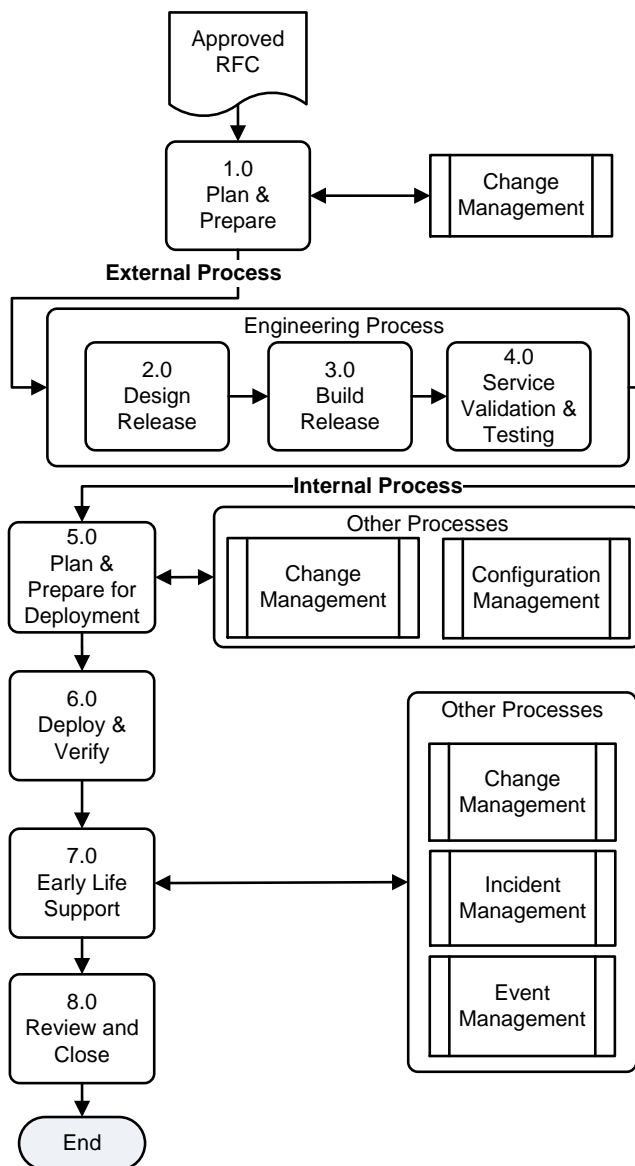 Approved
RFC
1.0
Plan &
Prepare
Change
Management
External Process
Engineering Process
2.0
Design
Release
3.0
Build
Release
4.0
Service
Validation &
Testing
Internal Process
5.0
Plan &
Prepare for
Deployment
Other Processes
Change
Management
Configuration
Management
6.0
Deploy &
Verify
Other Processes
Change
Management
7.0
Early Life
Support
Incident
Management
8.0
Review and
Close
Event
Management
End